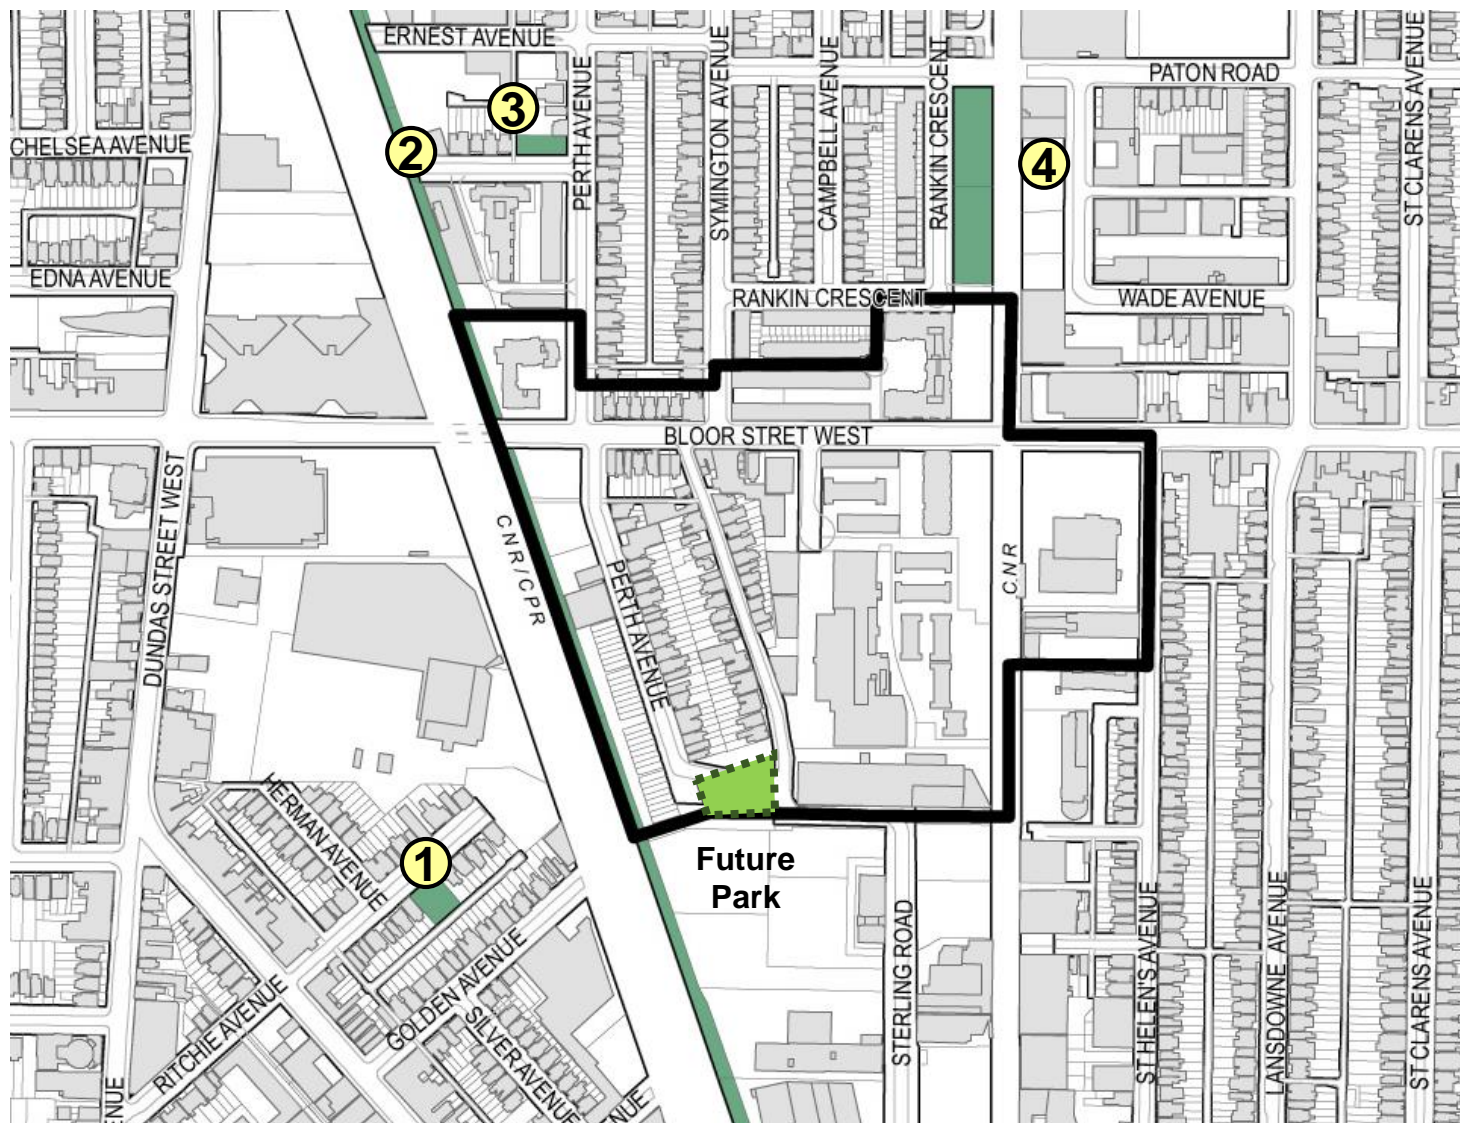 ERNEST AVENUE
PERTH AVENUE
SYMINGTON AVENUE
CAMPBELL AVENUE
RANKIN CRESCENT
PATON ROAD
ST CLARENS AVENUE
3
2
4
CHELSEA AVENUE
EDNA AVENUE
RANKIN CRESCENT
WADE AVENUE
BLOOR STRET WEST
DUNDAS STREET WEST
CNR/CPR
PERTH AVENUE
CNR
HERMAN AVENUE
1
Future
Park
RITCHIE AVENUE
GOLDEN AVENUE
SILVER AVENUE
STERLING ROAD
ST HELEN'S AVENUE
LANSDOWNE AVENUE
ST CLARENS AVENUE
ENUE
ENUE